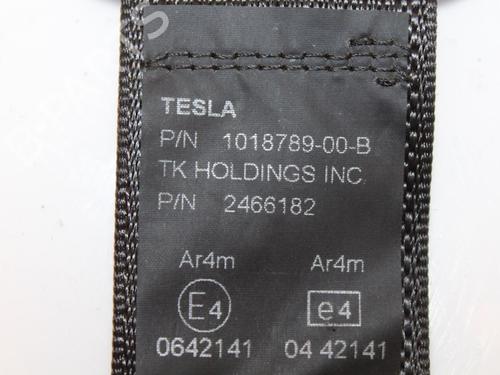 TESLA
P/N 1018789-00-B
TK HOLDINGS INC.
P/N 2466182
Ar4m Ar4m
E4 e4
0642141 04 42141